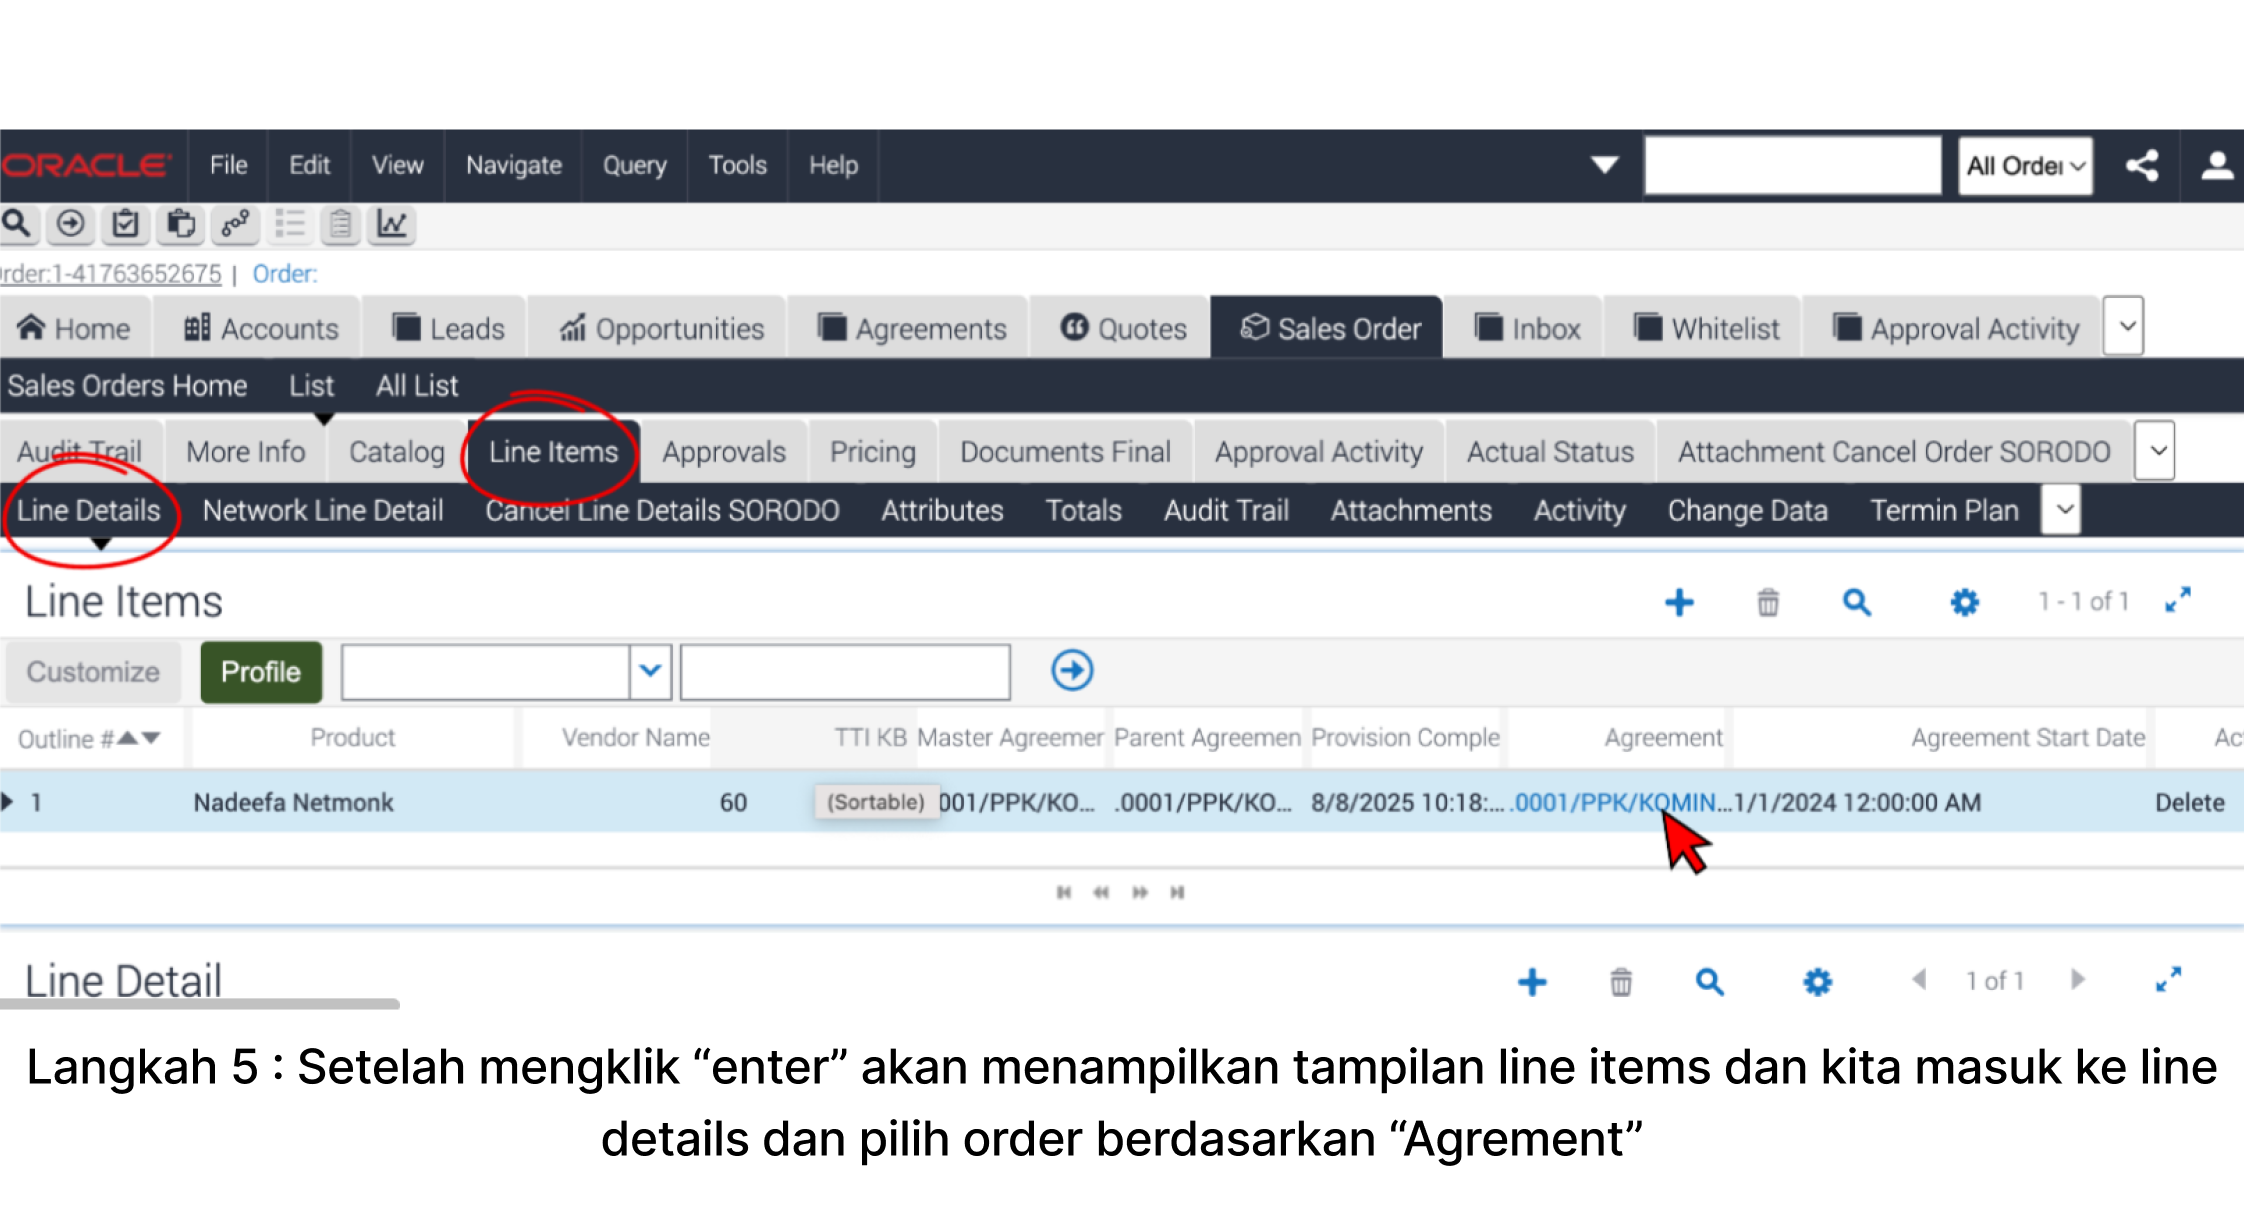 ORACLE File Edit View Navigate Query Tools Help All Order
rder:1-41763652675 | Order:
Home Accounts Leads Opportunities Agreements Quotes Sales Order Inbox Whitelist Approval Activity
Sales Orders Home List All List
Audit Trail More Info Catalog Line Items Approvals Pricing Documents Final Approval Activity Actual Status Attachment Cancel Order SORODO
Line Details Network Line Detail Cancel Line Details SORODO Attributes Totals Audit Trail Attachments Activity Change Data Termin Plan
Line Items 1 - 1 of 1
Customize Profile
Outline # Product Vendor Name TTI KB Master Agreemer Parent Agreemen Provision Comple Agreement Agreement Start Date Ac
1 Nadeefa Netmonk 60 (Sortable) 001/PPK/KO... .0001/PPK/KO... 8/8/2025 10:18:... .0001/PPK/KOMIN... 1/1/2024 12:00:00 AM Delete
Line Detail 1 of 1
Langkah 5 : Setelah mengklik “enter” akan menampilkan tampilan line items dan kita masuk ke line
details dan pilih order berdasarkan “Agrement”